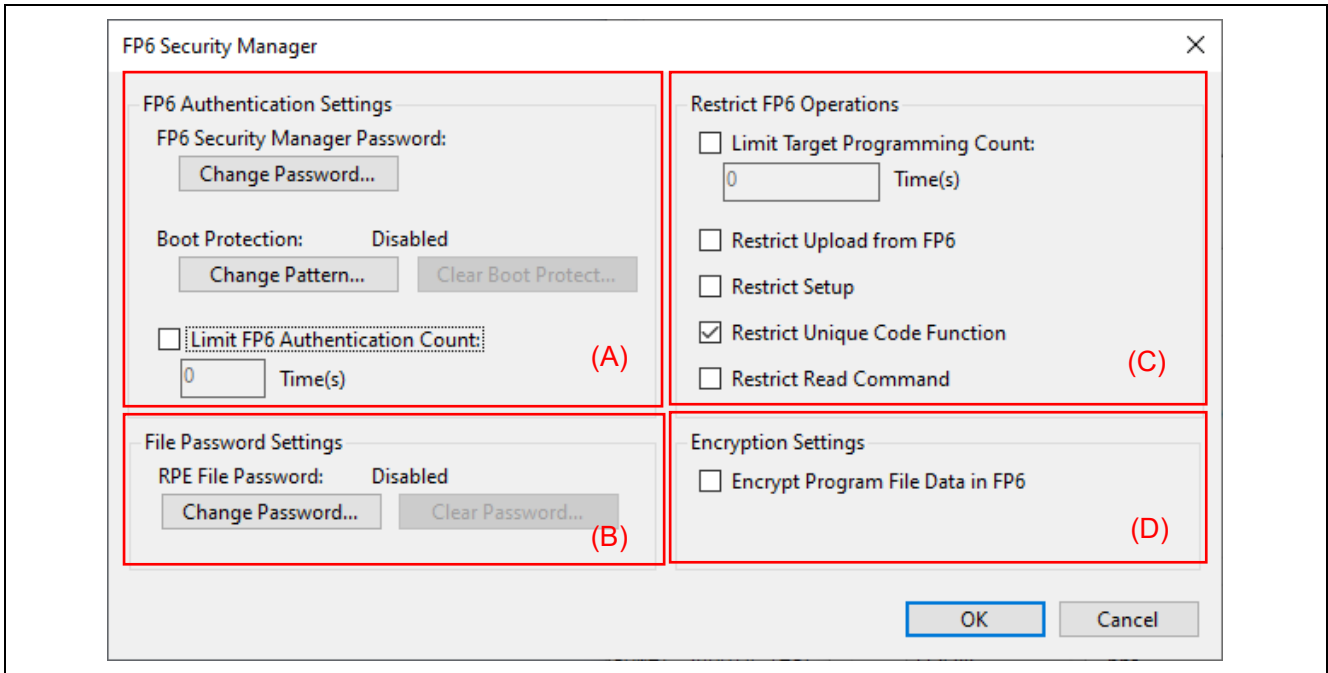 FP6 Security Manager
FP6 Authentication Settings
FP6 Security Manager Password:
Change Password...
Boot Protection: Disabled
Change Pattern... Clear Boot Protect...
Limit FP6 Authentication Count:
0 Time(s)
(A)
File Password Settings
RPE File Password: Disabled
Change Password... Clear Password...
(B)
Restrict FP6 Operations
Limit Target Programming Count:
0 Time(s)
Restrict Upload from FP6
Restrict Setup
Restrict Unique Code Function
Restrict Read Command
(C)
Encryption Settings
Encrypt Program File Data in FP6
(D)
OK Cancel